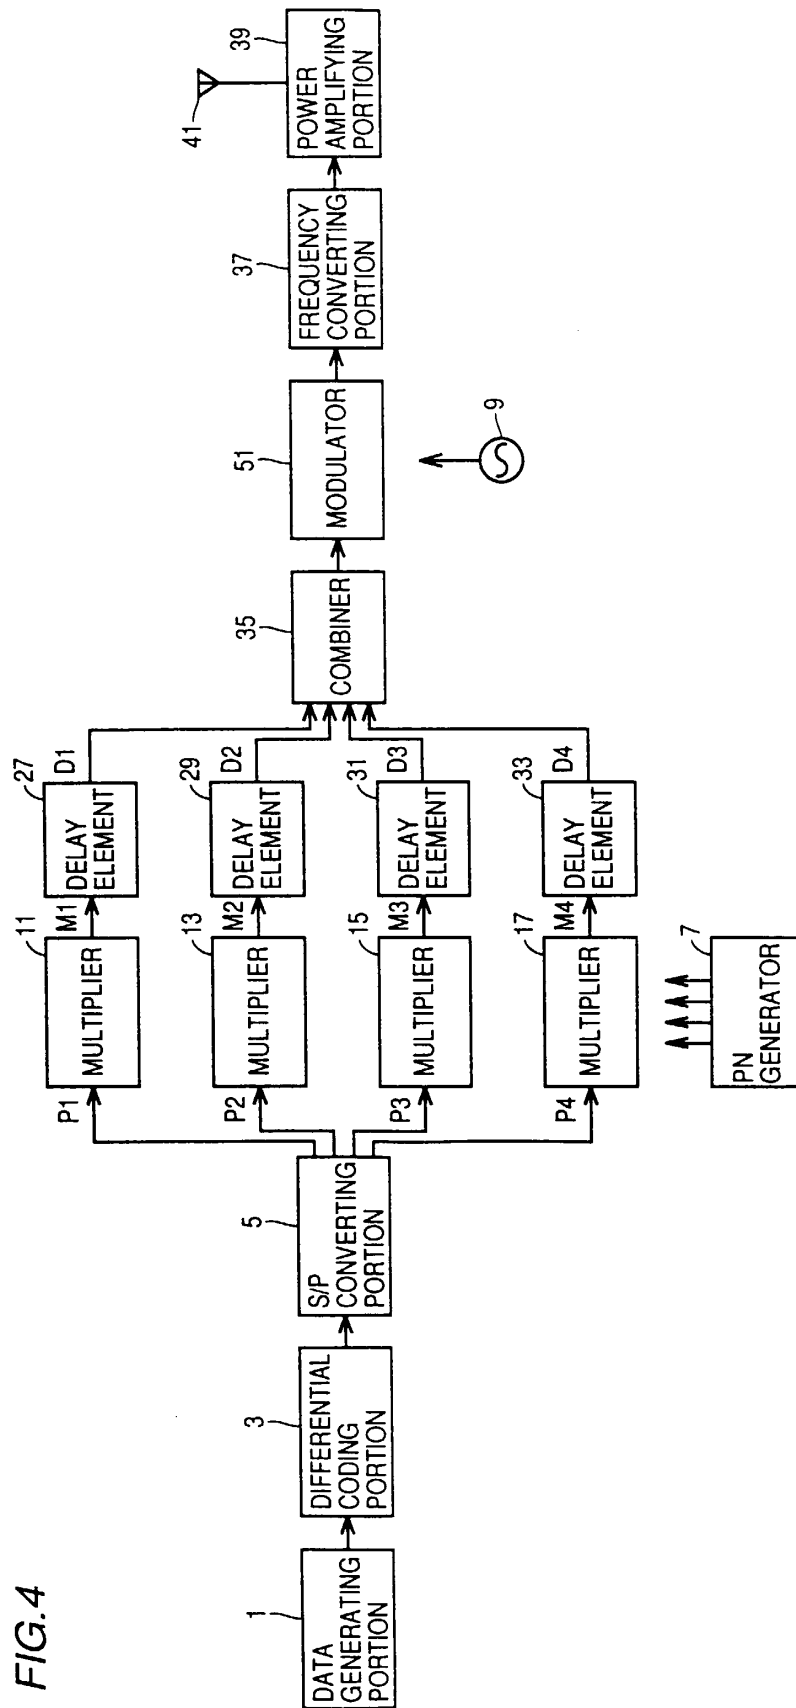 FIG.4
1
DATA
GENERATING
PORTION
3
DIFFERENTIAL
CODING
PORTION
5
S/P
CONVERTING
PORTION
P1
11
MULTIPLIER
M1
27
DELAY
ELEMENT
D1
P2
13
MULTIPLIER
M2
29
DELAY
ELEMENT
D2
P3
15
MULTIPLIER
M3
31
DELAY
ELEMENT
D3
P4
17
MULTIPLIER
M4
33
DELAY
ELEMENT
D4
7
PN
GENERATOR
35
COMBINER
51
MODULATOR
9
37
FREQUENCY
CONVERTING
PORTION
39
POWER
AMPLIFYING
PORTION
41